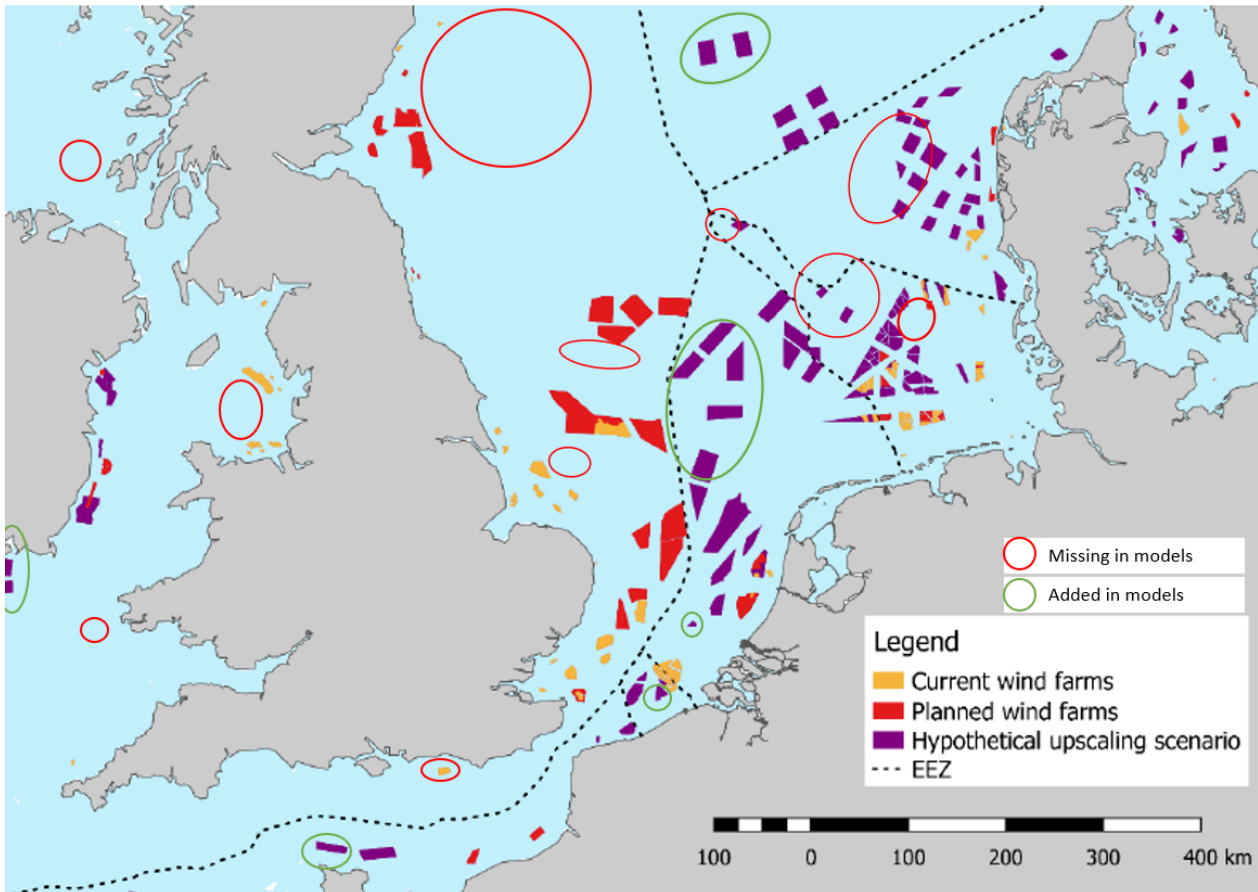 Missing in models
Added in models
Legend
Current wind farms
Planned wind farms
Hypothetical upscaling scenario
EEZ
100 0 100 200 300 400 km